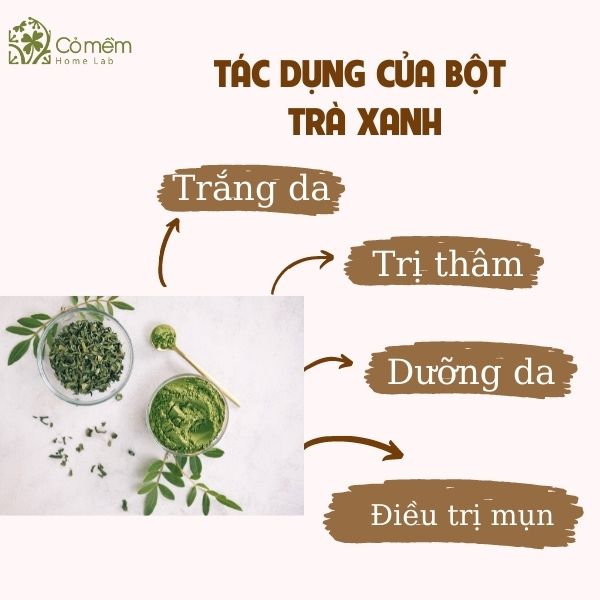 Cỏ mềm
Home Lab
TÁC DỤNG CỦA BỘT
TRÀ XANH
Trắng da
Trị thâm
Dưỡng da
Điều trị mụn